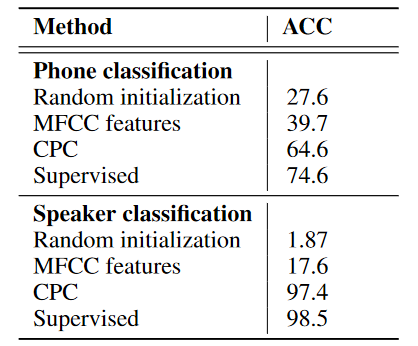 Method ACC
Phone classification
Random initialization 27.6
MFCC features 39.7
CPC 64.6
Supervised 74.6
Speaker classification
Random initialization 1.87
MFCC features 17.6
CPC 97.4
Supervised 98.5